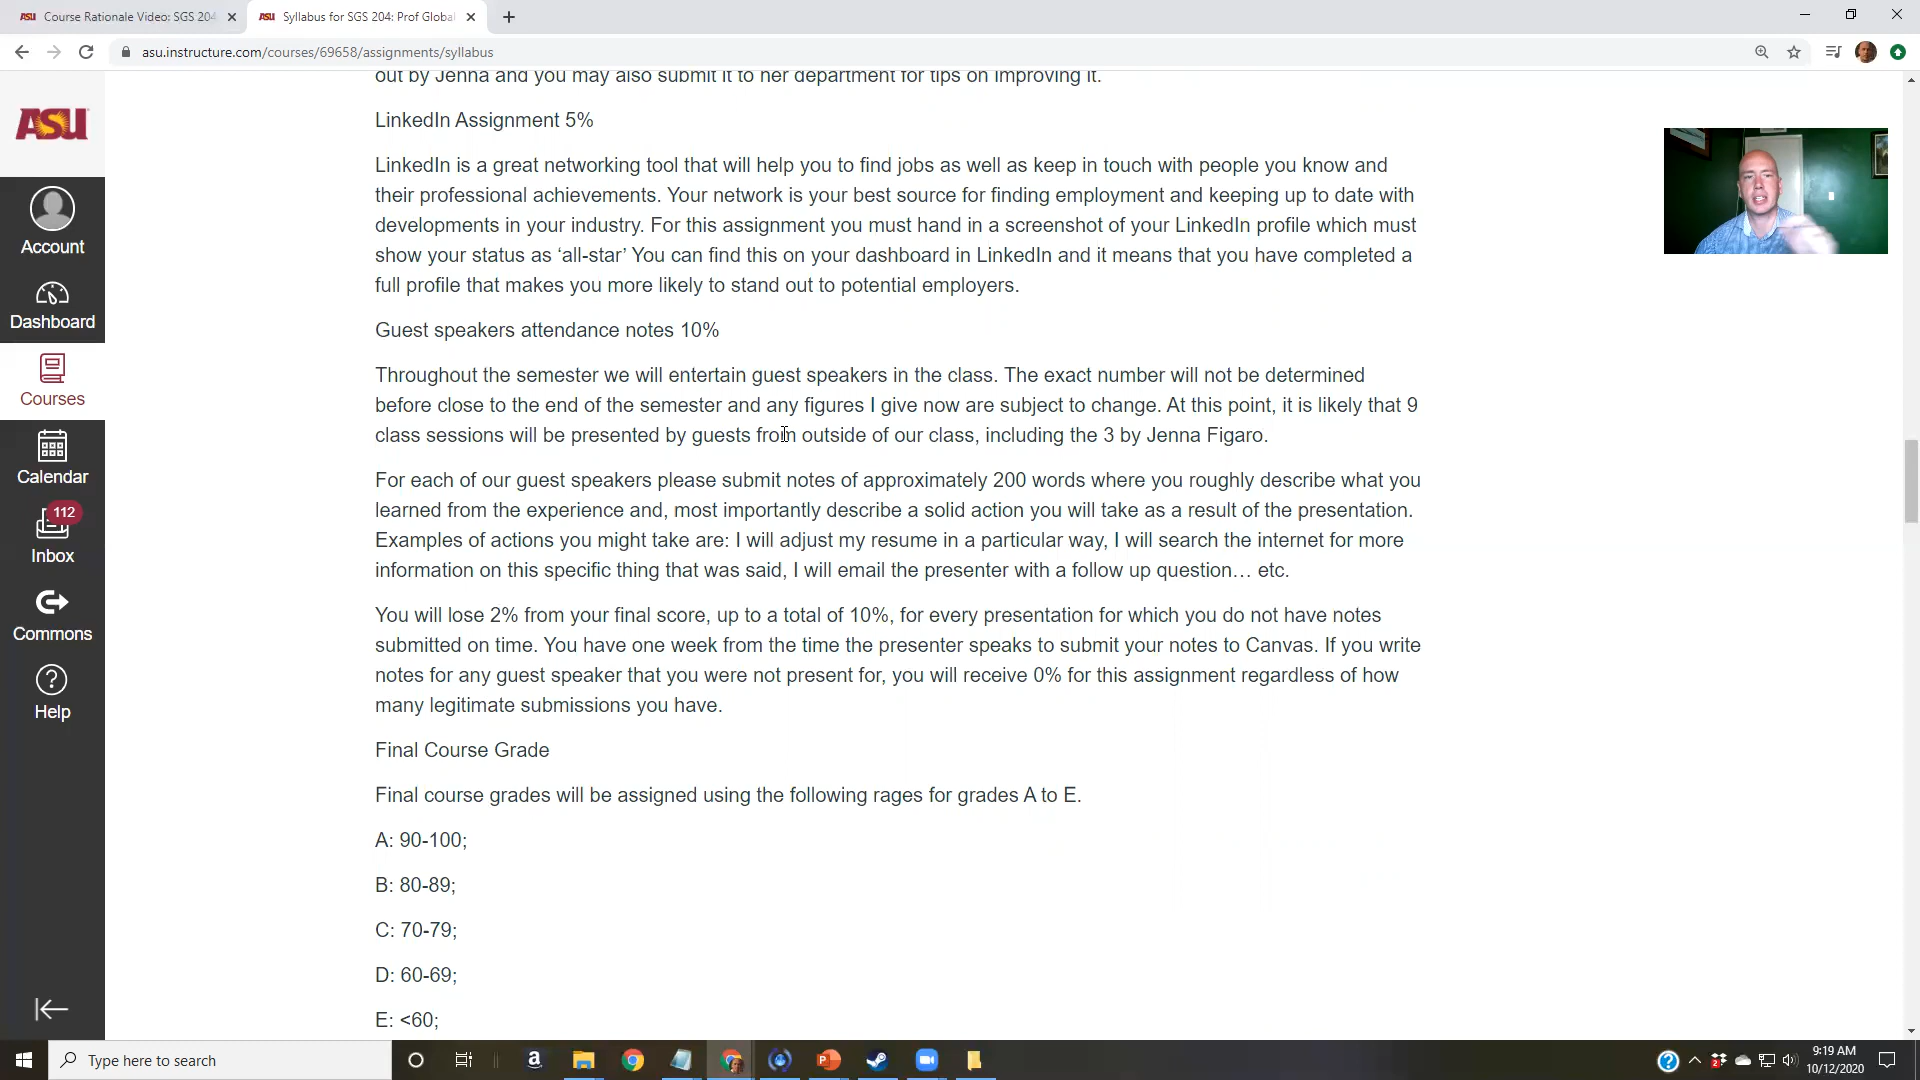 Course Rationale Video: SGS 204
Syllabus for SGS 204: Prof Global
asu.instructure.com/courses/69658/assignments/syllabus
ASU
Account
Dashboard
Courses
Calendar
112
Inbox
Commons
Help
out by Jenna and you may also submit it to her department for tips on improving it.
LinkedIn Assignment 5%
LinkedIn is a great networking tool that will help you to find jobs as well as keep in touch with people you know and
their professional achievements. Your network is your best source for finding employment and keeping up to date with
developments in your industry. For this assignment you must hand in a screenshot of your LinkedIn profile which must
show your status as ‘all-star’ You can find this on your dashboard in LinkedIn and it means that you have completed a
full profile that makes you more likely to stand out to potential employers.
Guest speakers attendance notes 10%
Throughout the semester we will entertain guest speakers in the class. The exact number will not be determined
before close to the end of the semester and any figures I give now are subject to change. At this point, it is likely that 9
class sessions will be presented by guests from outside of our class, including the 3 by Jenna Figaro.
For each of our guest speakers please submit notes of approximately 200 words where you roughly describe what you
learned from the experience and, most importantly describe a solid action you will take as a result of the presentation.
Examples of actions you might take are: I will adjust my resume in a particular way, I will search the internet for more
information on this specific thing that was said, I will email the presenter with a follow up question… etc.
You will lose 2% from your final score, up to a total of 10%, for every presentation for which you do not have notes
submitted on time. You have one week from the time the presenter speaks to submit your notes to Canvas. If you write
notes for any guest speaker that you were not present for, you will receive 0% for this assignment regardless of how
many legitimate submissions you have.
Final Course Grade
Final course grades will be assigned using the following rages for grades A to E.
A: 90-100;
B: 80-89;
C: 70-79;
D: 60-69;
E: <60;
Type here to search
9:19 AM
10/12/2020